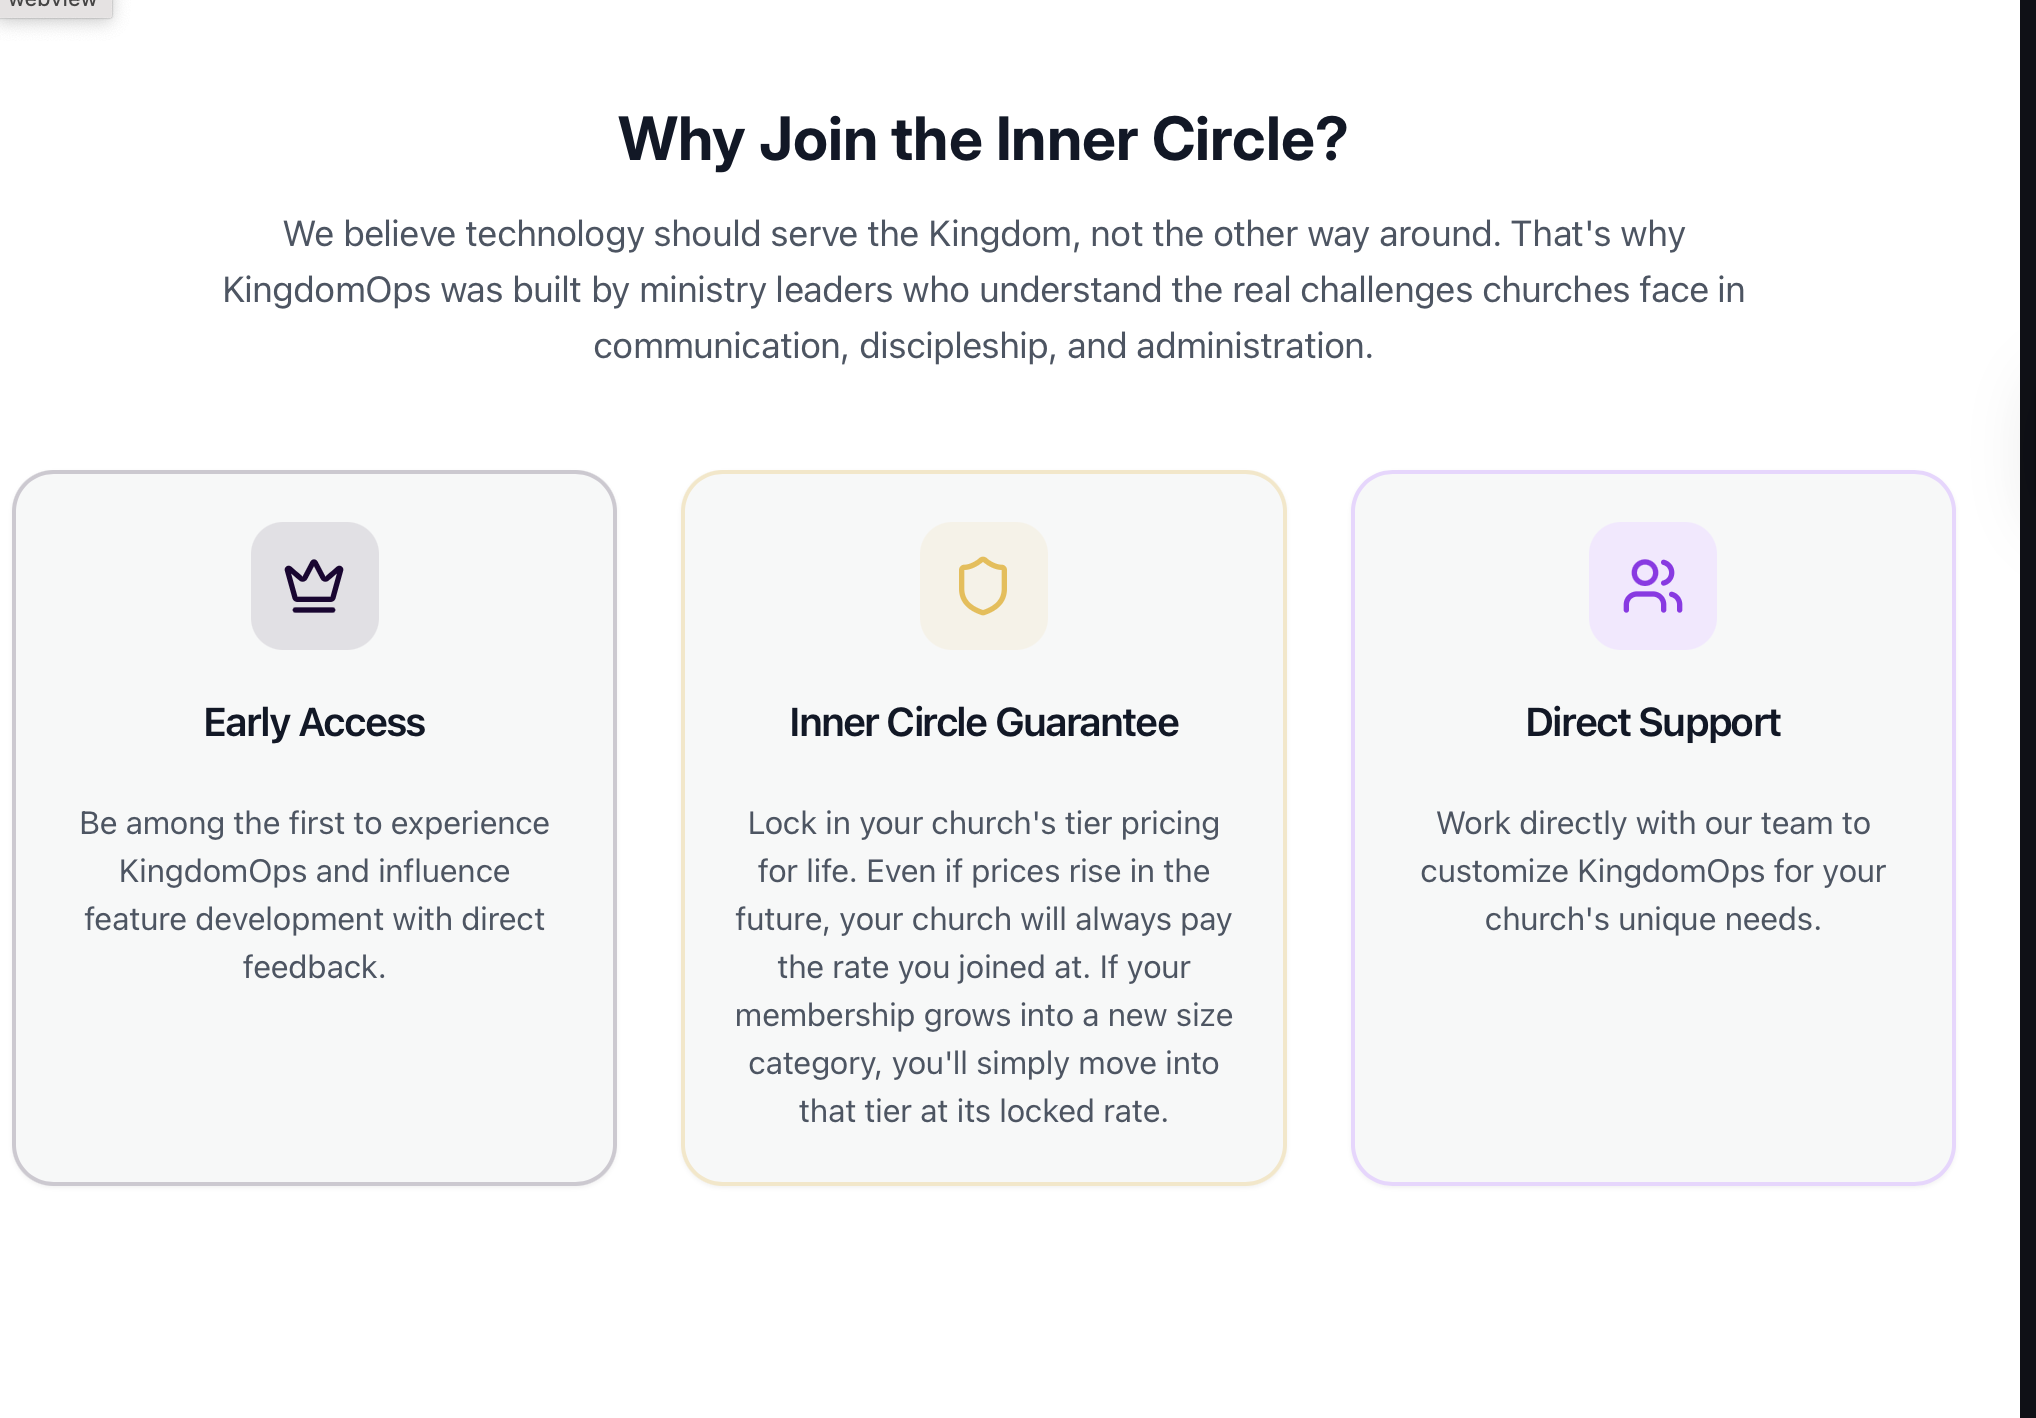 webview
Why Join the Inner Circle?
We believe technology should serve the Kingdom, not the other way around. That's why
KingdomOps was built by ministry leaders who understand the real challenges churches face in
communication, discipleship, and administration.
Early Access
Be among the first to experience
KingdomOps and influence
feature development with direct
feedback.
Inner Circle Guarantee
Lock in your church's tier pricing
for life. Even if prices rise in the
future, your church will always pay
the rate you joined at. If your
membership grows into a new size
category, you'll simply move into
that tier at its locked rate.
Direct Support
Work directly with our team to
customize KingdomOps for your
church's unique needs.